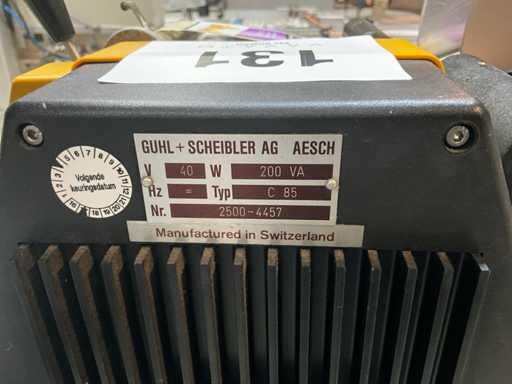 131
GUHL + SCHEIBLER AG AESCH
V 40 W 200 VA
Hz = Typ C 85
Nr. 2500-4457
Manufactured in Switzerland
Volgende
keuringsdatum